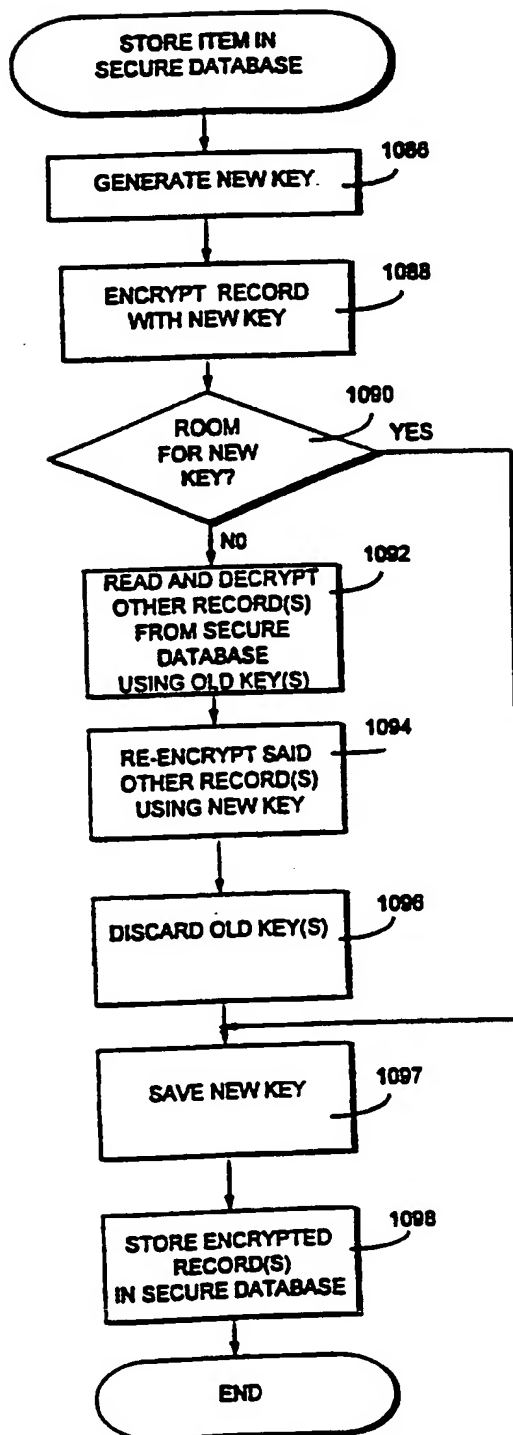 STORE ITEM IN
SECURE DATABASE
1086
GENERATE NEW KEY
1088
ENCRYPT RECORD
WITH NEW KEY
1090
ROOM
FOR NEW
KEY?
YES
NO
1092
READ AND DECRYPT
OTHER RECORD(S)
FROM SECURE
DATABASE
USING OLD KEY(S)
1094
RE-ENCRYPT SAID
OTHER RECORD(S)
USING NEW KEY
1096
DISCARD OLD KEY(S)
1097
SAVE NEW KEY
1098
STORE ENCRYPTED
RECORD(S)
IN SECURE DATABASE
END